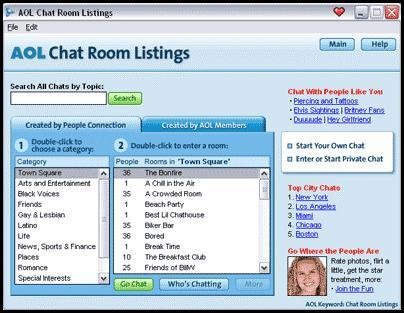 AOL Chat Room Listings
File Edit
AOL Chat Room Listings
Main
Help
Search All Chats by Topic:
Search
Created by People Connection
Created by AOL Members
1 Double-click to choose a category:
2 Double-click to enter a room:
Category
People Rooms in 'Town Square'
Town Square
Arts and Entertainment
Black Voices
Friends
Gay & Lesbian
Latino
Life
News, Sports & Finance
Places
Romance
Special Interests
36 The Bonfire
1 A Chill in the Air
35 A Crowded Room
1 Beach Party
1 Best Lil Chathouse
35 Biker Bar
36 Bored
1 Break Time
10 The Breakfast Club
25 Friends of BillW
Go Chat
Who's Chatting
More
Chat With People Like You
• Piercing and Tattoos
• Elvis Sightings | Britney Fans
• Duuuude | Hey Girlfriend
Start Your Own Chat
Enter or Start Private Chat
Top City Chats
1. New York
2. Los Angeles
3. Miami
4. Chicago
5. Boston
Go Where the People Are
Rate photos, flirt a
little, get the star
treatment, more:
• Join the Fun
AOL Keyword: Chat Room Listings